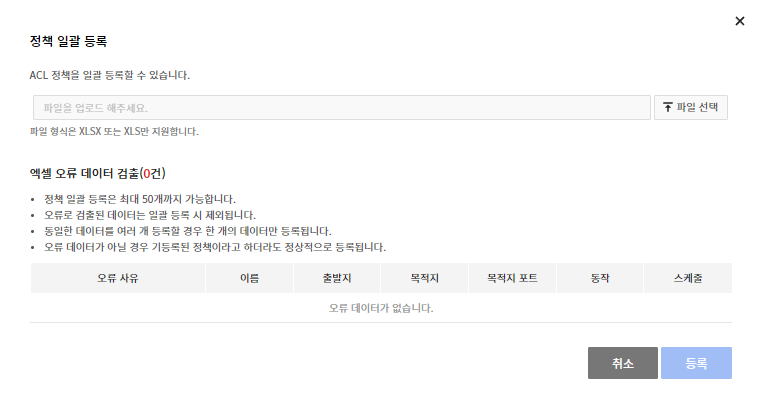 정책 일괄 등록
ACL 정책을 일괄 등록할 수 있습니다.
파일을 업로드 해주세요.
파일 선택
파일 형식은 XLSX 또는 XLS만 지원합니다.
엑셀 오류 데이터 검출(0건)
• 정책 일괄 등록은 최대 50개까지 가능합니다.
• 오류로 검출된 데이터는 일괄 등록 시 제외됩니다.
• 동일한 데이터를 여러 개 등록할 경우 한 개의 데이터만 등록됩니다.
• 오류 데이터가 아닐 경우 기등록된 정책이라고 하더라도 정상적으로 등록됩니다.
오류 사유 이름 출발지 목적지 목적지 포트 동작 스케줄
오류 데이터가 없습니다.
취소 등록